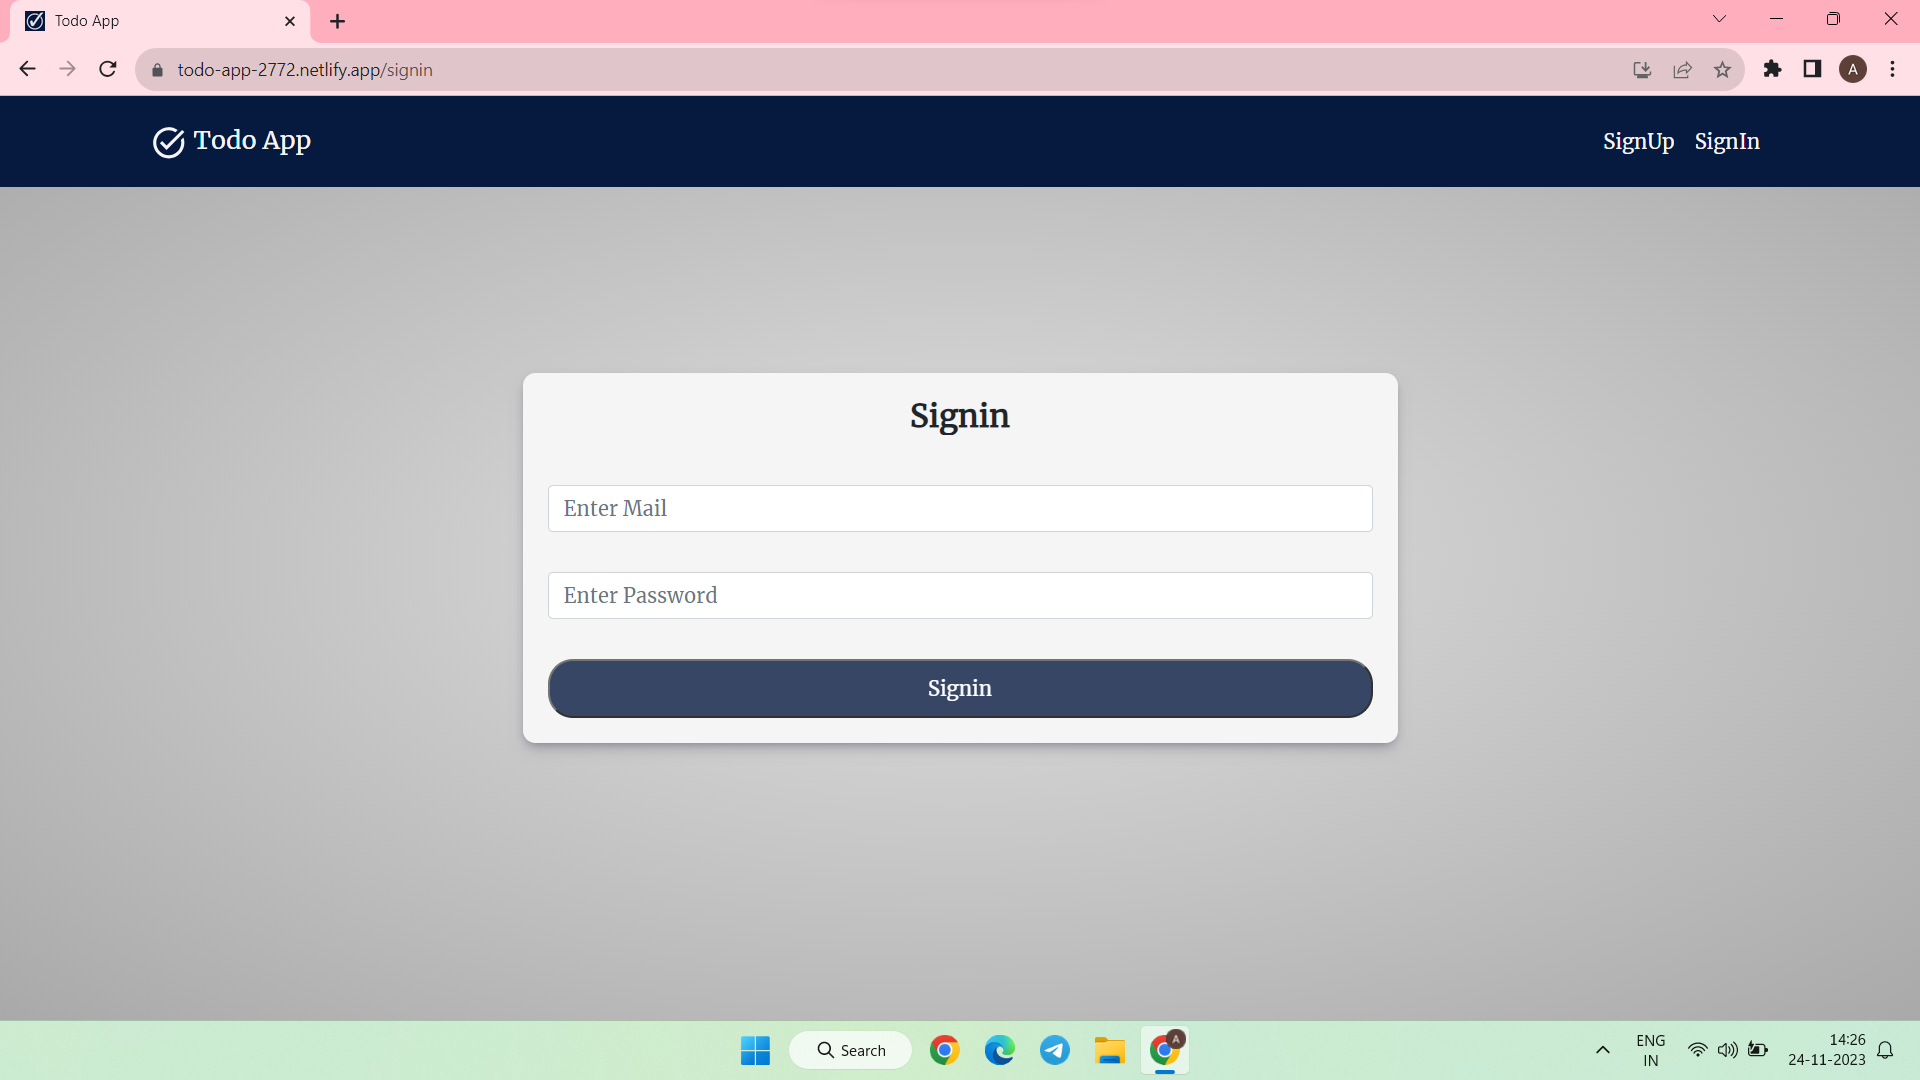 Todo App
todo-app-2772.netlify.app/signin
A
Todo App
SignUp SignIn
Signin
Enter Mail
Enter Password
Signin
Search
A
ENG
IN
14:26
24-11-2023